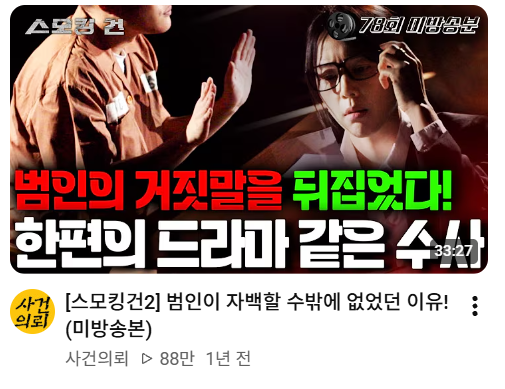 스모킹 건
78회 미방송분
범인의 거짓말을 뒤집었다!
한편의 드라마 같은 수사
33:27
사건
의뢰
[스모킹건2] 범인이 자백할 수밖에 없었던 이유!
(미방송본)
사건의뢰 ▷ 88만 1년 전